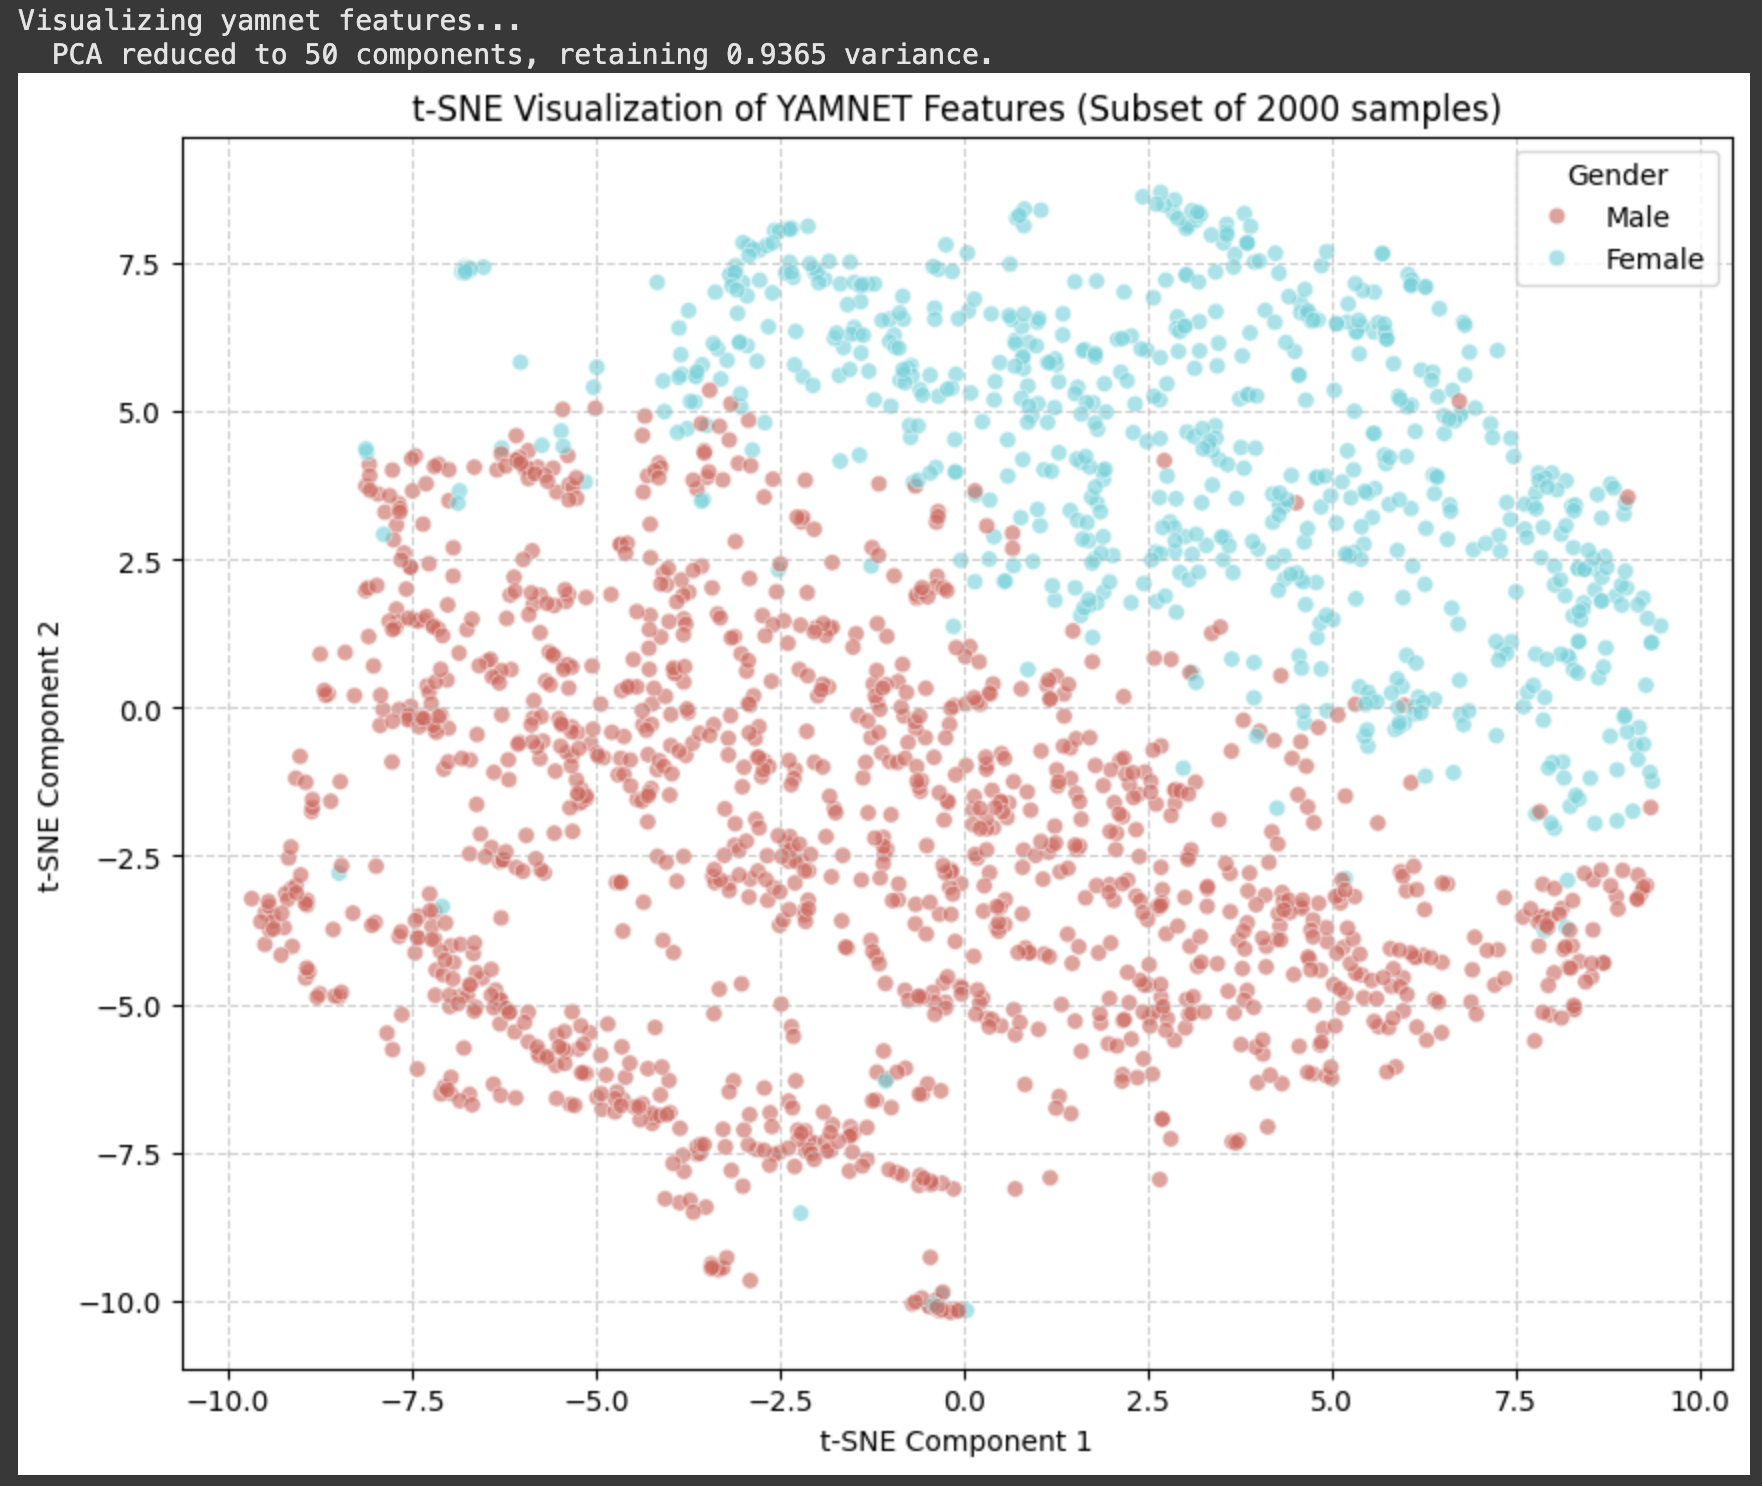 Visualizing yamnet features...
PCA reduced to 50 components, retaining 0.9365 variance.
t-SNE Visualization of YAMNET Features (Subset of 2000 samples)
Gender
Male
Female
7.5
5.0
2.5
0.0
−2.5
−5.0
−7.5
−10.0
t-SNE Component 2
−10.0 −7.5 −5.0 −2.5 0.0 2.5 5.0 7.5 10.0
t-SNE Component 1